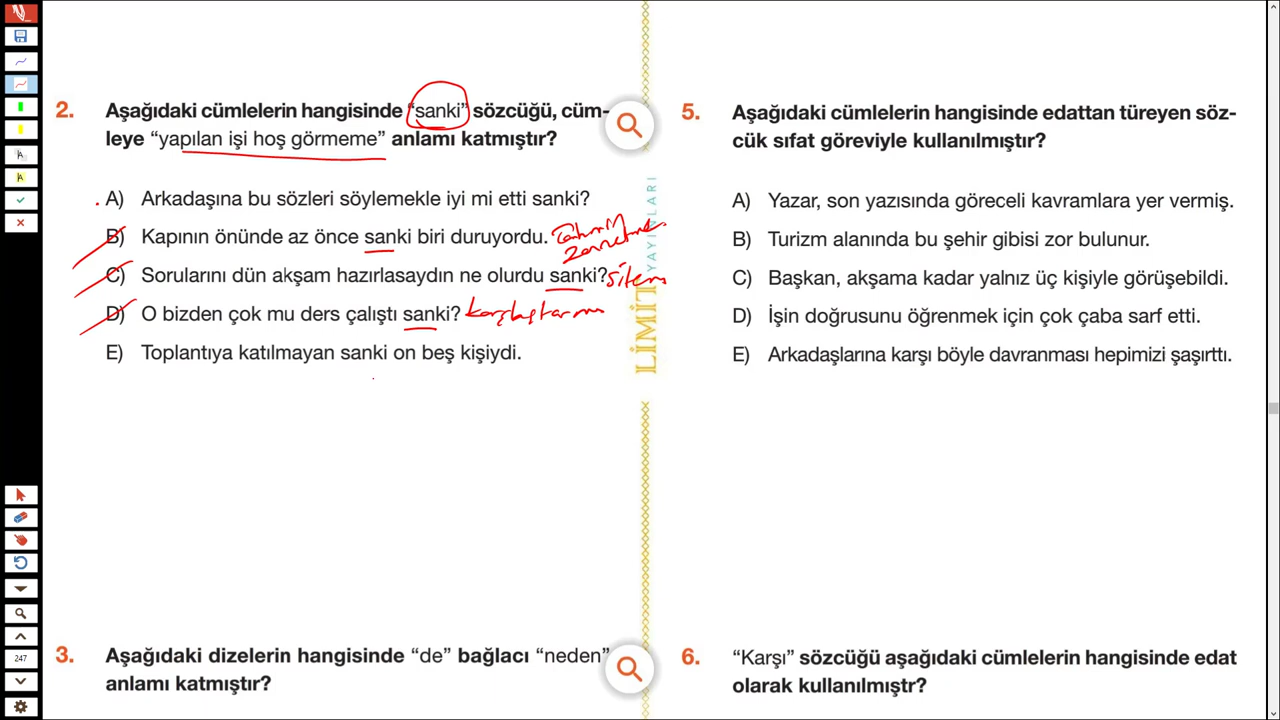 2. Aşağıdaki cümlelerin hangisinde “sanki” sözcüğü, cüm-
leye “yapılan işi hoş görmeme” anlamı katmıştır?
A) Arkadaşına bu sözleri söylemekle iyi mi etti sanki?
B) Kapının önünde az önce sanki biri duruyordu. tahmin
zannetme
C) Sorularını dün akşam hazırlasaydın ne olurdu sanki? sitem
D) O bizden çok mu ders çalıştı sanki? karşılaştırma
E) Toplantıya katılmayan sanki on beş kişiydi.
3. Aşağıdaki dizelerin hangisinde “de” bağlacı “neden”
anlamı katmıştır?
LİMİT YAYINLARI
5. Aşağıdaki cümlelerin hangisinde edattan türeyen söz-
cük sıfat göreviyle kullanılmıştır?
A) Yazar, son yazısında göreceli kavramlara yer vermiş.
B) Turizm alanında bu şehir gibisi zor bulunur.
C) Başkan, akşama kadar yalnız üç kişiyle görüşebildi.
D) İşin doğrusunu öğrenmek için çok çaba sarf etti.
E) Arkadaşlarına karşı böyle davranması hepimizi şaşırttı.
6. “Karşı” sözcüğü aşağıdaki cümlelerin hangisinde edat
olarak kullanılmıştr?
247